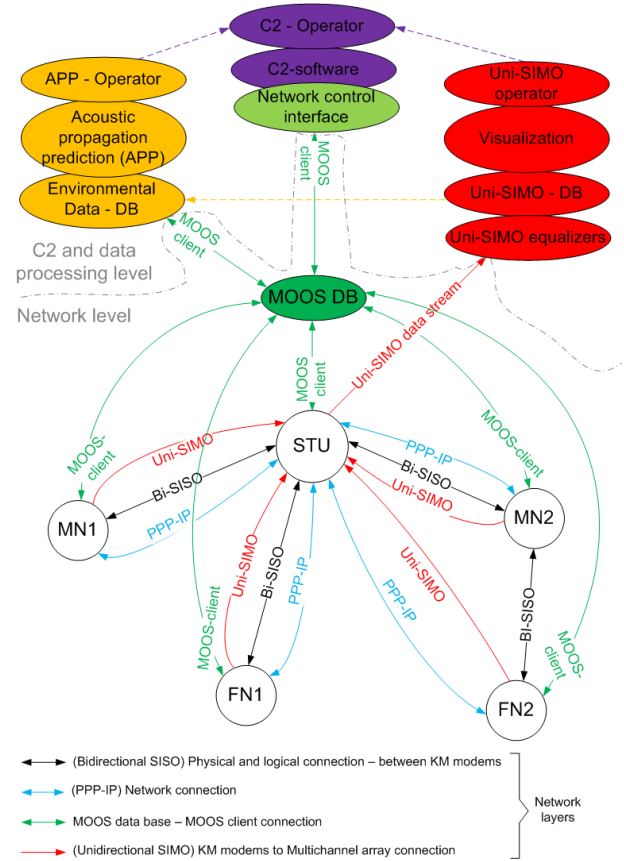 C2 - Operator
C2-software
Network control
interface
APP - Operator
Acoustic
propagation
prediction (APP)
Environmental
Data - DB
Uni-SIMO
operator
Visualization
Uni-SIMO - DB
Uni-SIMO equalizers
MOOS
client
MOOS
client
C2 and data
processing level
Network level
MOOS DB
Uni-SIMO data stream
MOOS
client
STU
MOOS-
client
Uni-SIMO
Bi-SISO
PPP-IP
MN1
PPP-IP
Bi-SISO
Uni-SIMO
MOOS-client
MN2
MOOS-client
Uni-SIMO
Bi-SISO
PPP-IP
FN1
PPP-IP
Uni-SIMO
BI-SISO
MOOS-
client
FN2
(Bidirectional SISO) Physical and logical connection – between KM modems
(PPP-IP) Network connection
MOOS data base – MOOS client connection
(Unidirectional SIMO) KM modems to Multichannel array connection
Network
layers